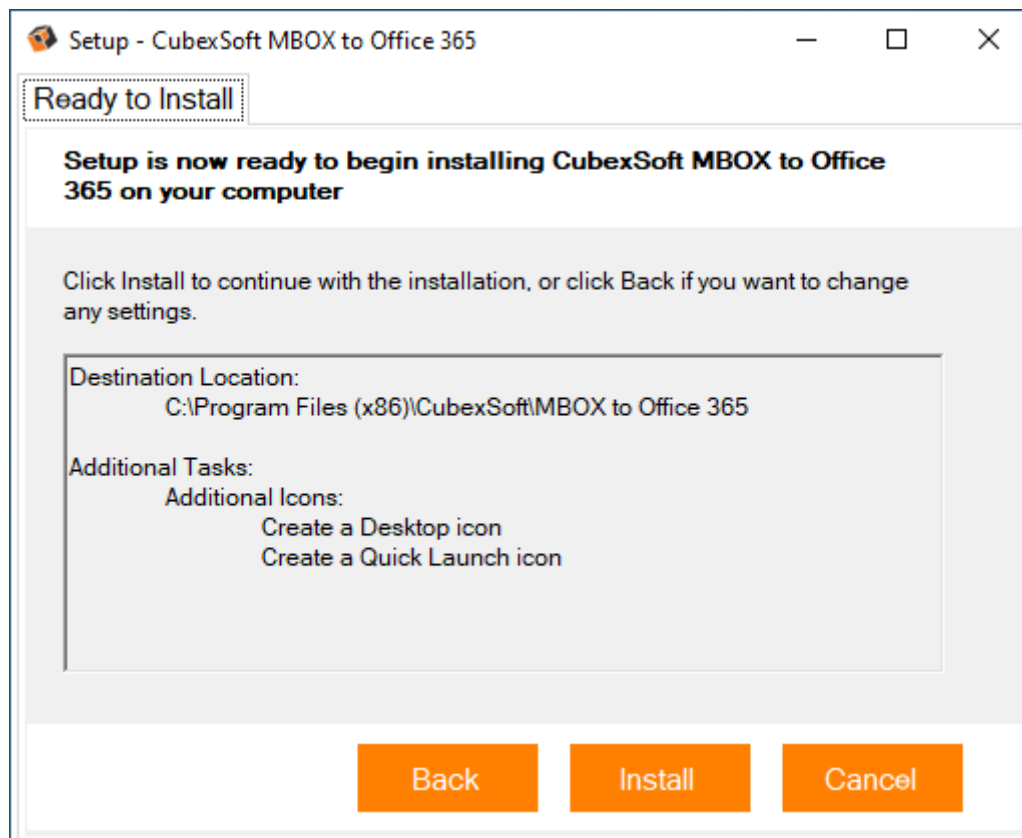 Setup - CubexSoft MBOX to Office 365
Ready to Install
Setup is now ready to begin installing CubexSoft MBOX to Office
365 on your computer
Click Install to continue with the installation, or click Back if you want to change
any settings.
Destination Location:
C:\Program Files (x86)\CubexSoft\MBOX to Office 365
Additional Tasks:
Additional Icons:
Create a Desktop icon
Create a Quick Launch icon
Back Install Cancel